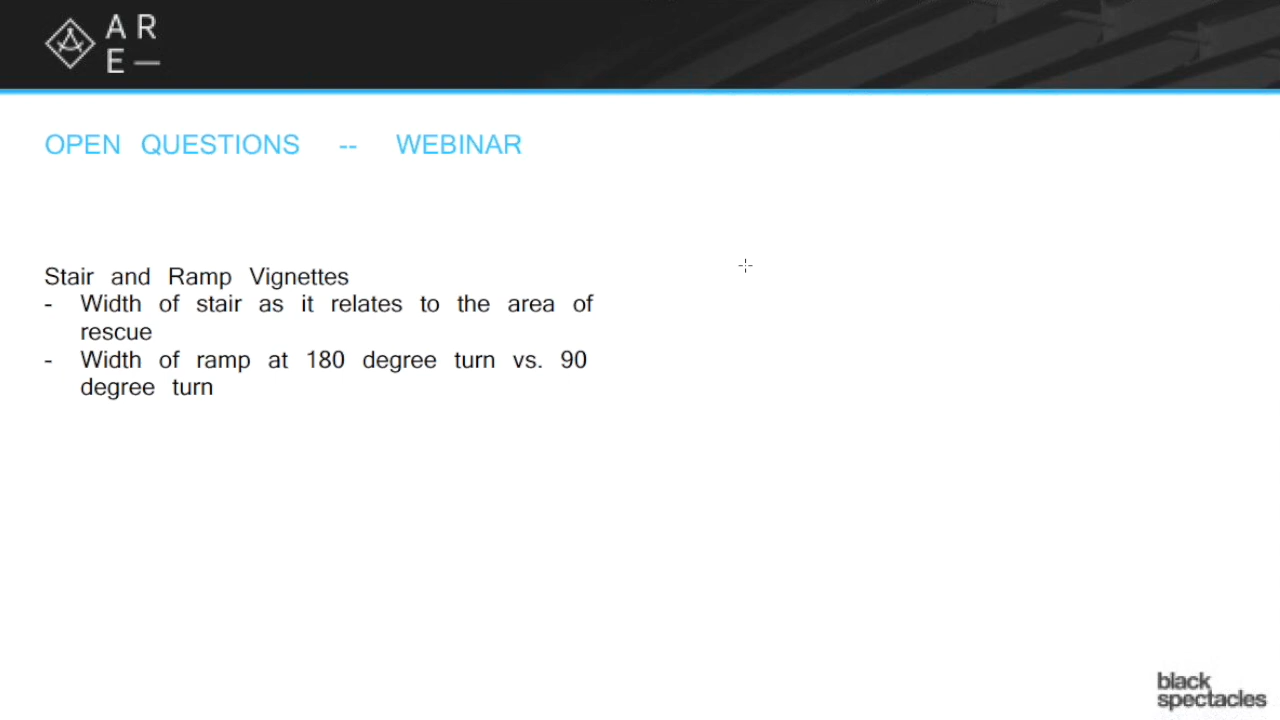 A R
E —
OPEN QUESTIONS -- WEBINAR
Stair and Ramp Vignettes
- Width of stair as it relates to the area of
rescue
- Width of ramp at 180 degree turn vs. 90
degree turn
black
spectacles